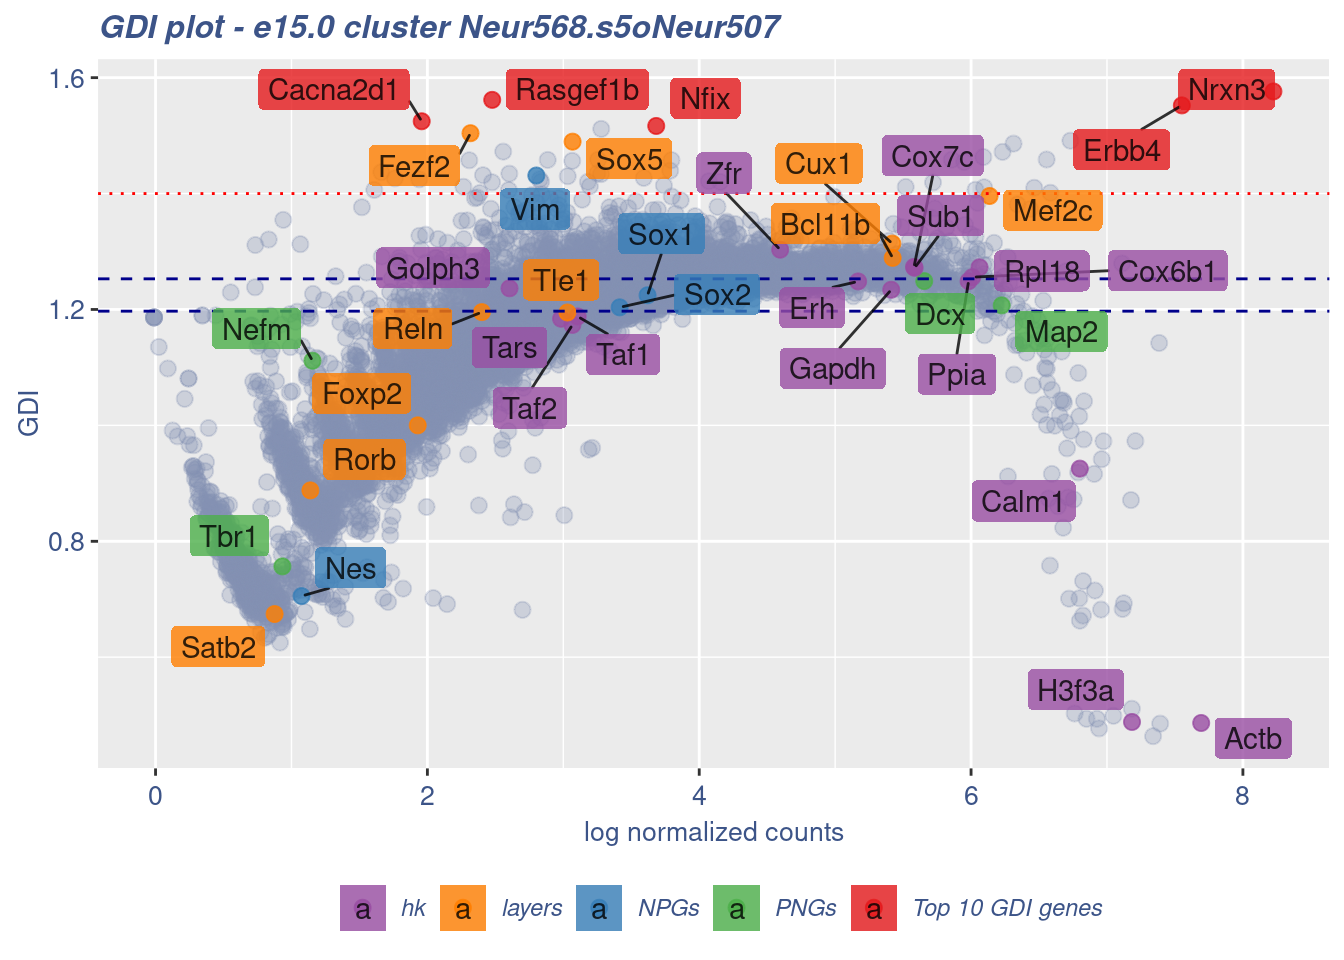 GDI plot - e15.0 cluster Neur568.s5oNeur507
1.6
1.2
0.8
GDI
Cacna2d1
Rasgef1b
Nfix
Nrxn3
Erbb4
Fezf2
Sox5
Zfr
Cux1
Cox7c
Vim
Bcl11b
Sub1
Mef2c
Sox1
Golph3
Tle1
Sox2
Rpl18
Cox6b1
Nefm
Reln
Erh
Dcx
Map2
Tars
Taf1
Gapdh
Ppia
Foxp2
Taf2
Rorb
Calm1
Tbr1
Nes
Satb2
H3f3a
Actb
0 2 4 6 8
log normalized counts
a hk a layers a NPGs a PNGs a Top 10 GDI genes